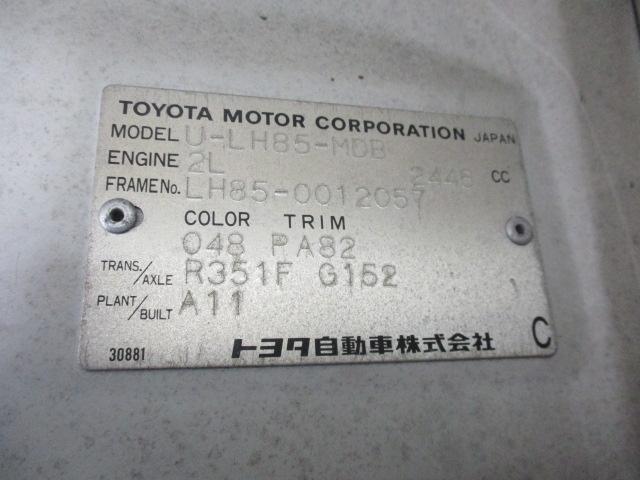 TOYOTA MOTOR CORPORATION JAPAN
MODEL U-LH85-MDB
ENGINE 2L 2446 CC
FRAME No. LH85-0012057
COLOR TRIM
048 PA82
TRANS./AXLE R351F G152
PLANT/BUILT A11
30881 トヨタ自動車株式会社 C